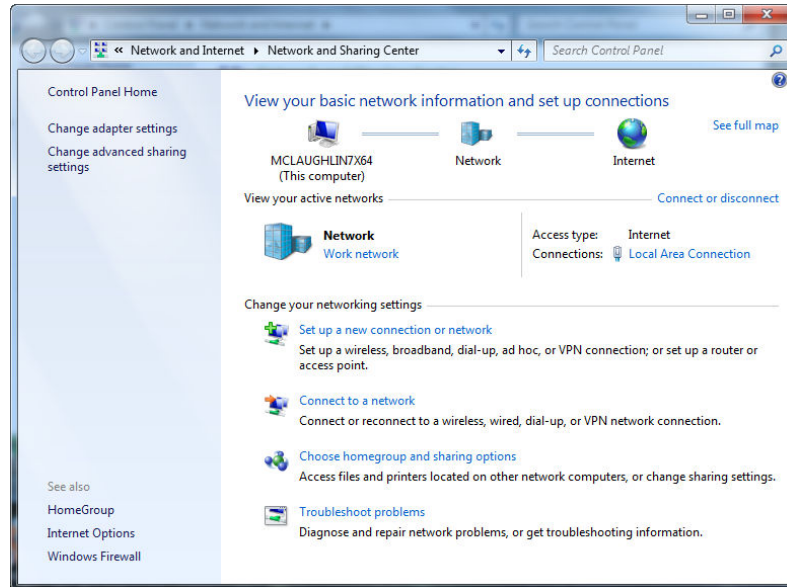 « Network and Internet ▸ Network and Sharing Center
Search Control Panel
Control Panel Home
Change adapter settings
Change advanced sharing
settings
See also
HomeGroup
Internet Options
Windows Firewall
View your basic network information and set up connections
See full map
MCLAUGHLIN7X64
(This computer)
Network
Internet
View your active networks
Connect or disconnect
Network
Work network
Access type: Internet
Connections: Local Area Connection
Change your networking settings
Set up a new connection or network
Set up a wireless, broadband, dial-up, ad hoc, or VPN connection; or set up a router or
access point.
Connect to a network
Connect or reconnect to a wireless, wired, dial-up, or VPN network connection.
Choose homegroup and sharing options
Access files and printers located on other network computers, or change sharing settings.
Troubleshoot problems
Diagnose and repair network problems, or get troubleshooting information.